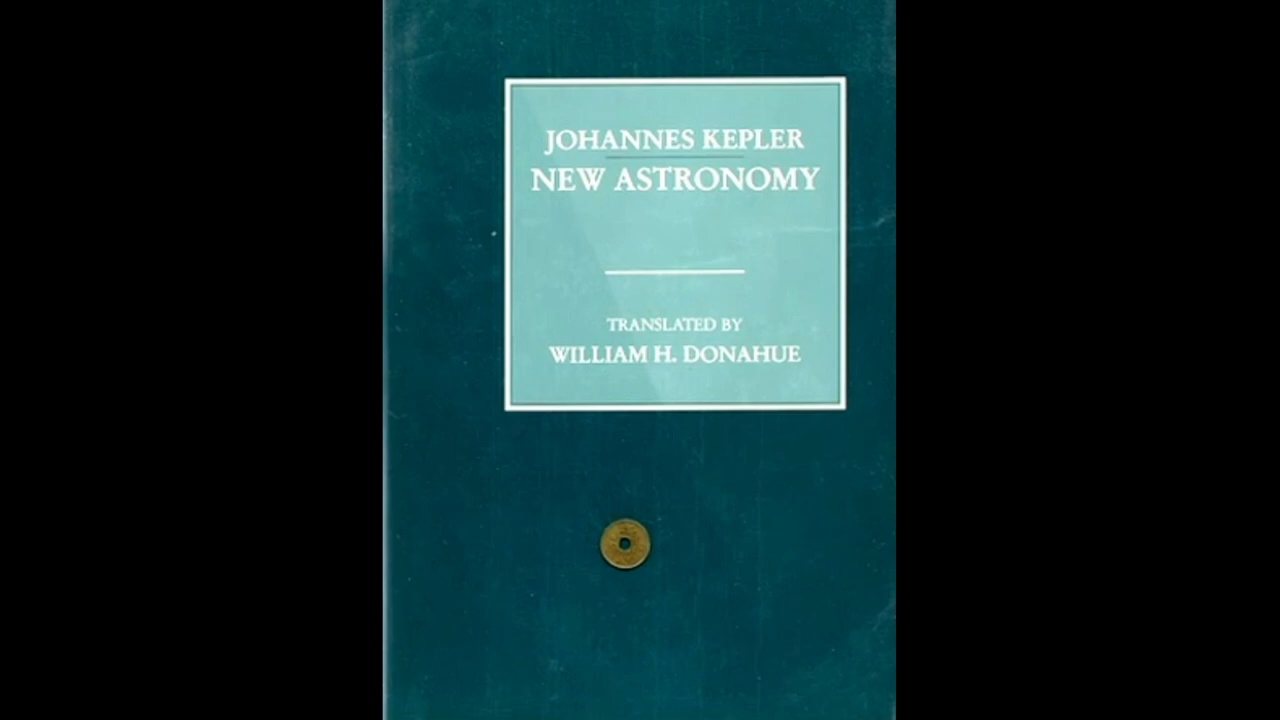 JOHANNES KEPLER
NEW ASTRONOMY
TRANSLATED BY
WILLIAM H. DONAHUE